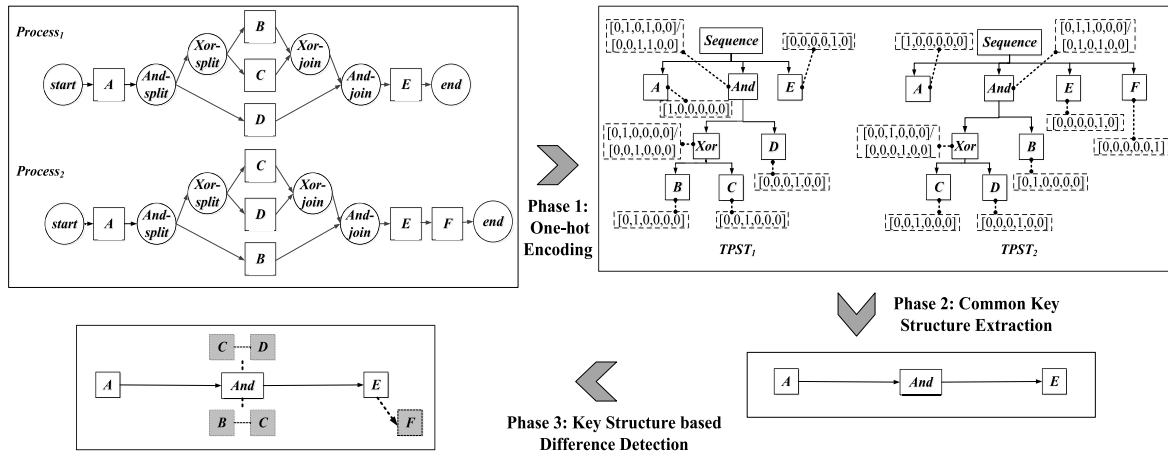 Process1
start
A
And-split
Xor-split
B
C
Xor-join
D
And-join
E
end
Process2
start
A
And-split
Xor-split
C
D
Xor-join
B
And-join
E
F
end
Phase 1:
One-hot
Encoding
[0,1,0,1,0,0]/
[0,0,1,1,0,0]
Sequence
[0,0,0,0,1,0]
A
And
E
[1,0,0,0,0,0]
[0,1,0,0,0,0]/
[0,0,1,0,0,0]
Xor
D
[0,0,0,1,0,0]
B
C
[0,1,0,0,0,0]
[0,0,1,0,0,0]
TPST1
[1,0,0,0,0,0]
Sequence
[0,1,1,0,0,0]/
[0,1,0,1,0,0]
A
And
E
F
[0,0,0,0,1,0]
[0,0,0,0,0,1]
[0,0,1,0,0,0]/
[0,0,0,1,0,0]
Xor
B
[0,1,0,0,0,0]
C
D
[0,0,1,0,0,0]
[0,0,0,1,0,0]
TPST2
Phase 2: Common Key
Structure Extraction
A
And
E
Phase 3: Key Structure based
Difference Detection
C
D
A
And
E
B
C
F